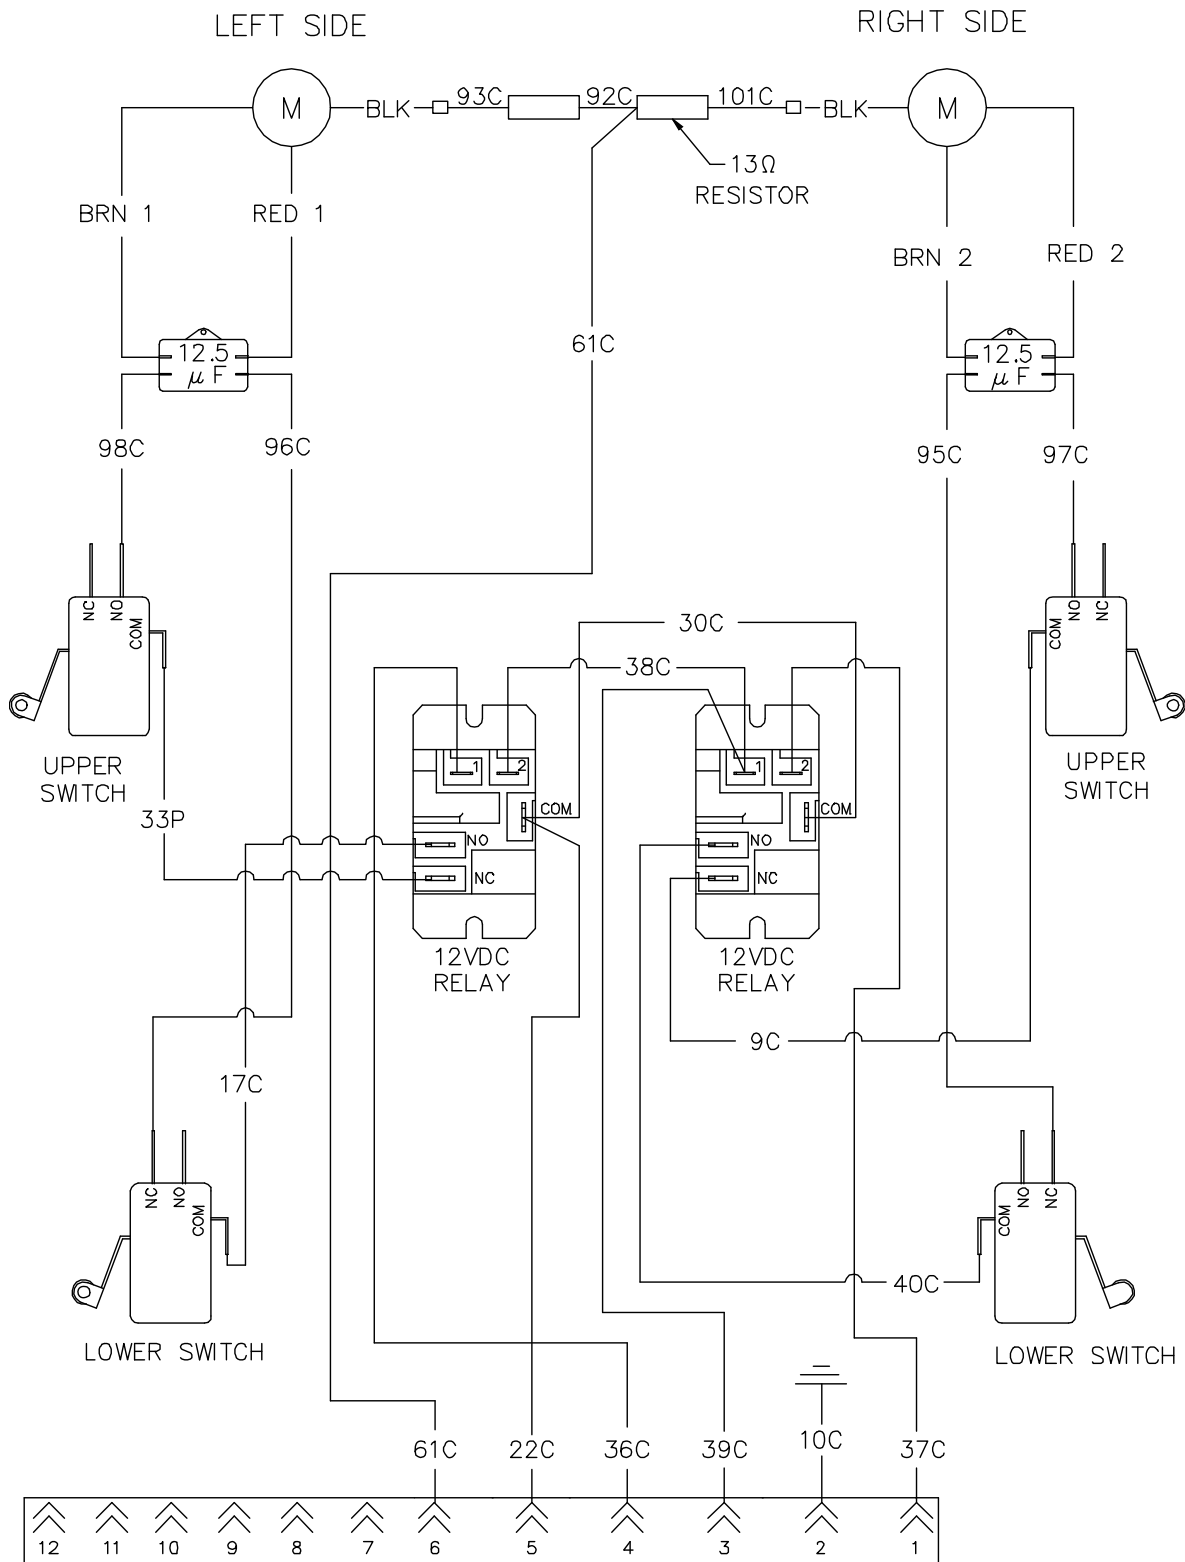 LEFT SIDE
RIGHT SIDE
M
BLK
93C
92C
101C
BLK
M
13Ω
RESISTOR
BRN 1
RED 1
BRN 2
RED 2
61C
12.5
µ F
12.5
µ F
98C
96C
95C
97C
NC
NO
COM
NO
NC
COM
30C
38C
UPPER
SWITCH
UPPER
SWITCH
1
2
1
2
COM
COM
33P
NO
NO
NC
NC
12VDC
RELAY
12VDC
RELAY
9C
17C
NC
NO
COM
NO
NC
COM
40C
LOWER SWITCH
LOWER SWITCH
61C
22C
36C
39C
10C
37C
12
11
10
9
8
7
6
5
4
3
2
1